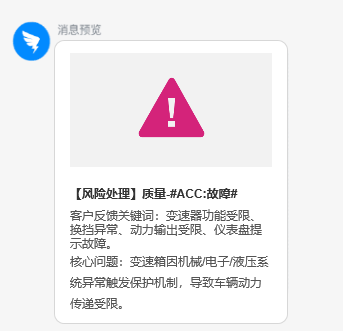 消息预览
【风险处理】质量-#ACC:故障#
客户反馈关键词：变速器功能受限、
换挡异常、动力输出受限、仪表盘提
示故障。
核心问题：变速箱因机械/电子/液压系
统异常触发保护机制，导致车辆动力
传递受限。